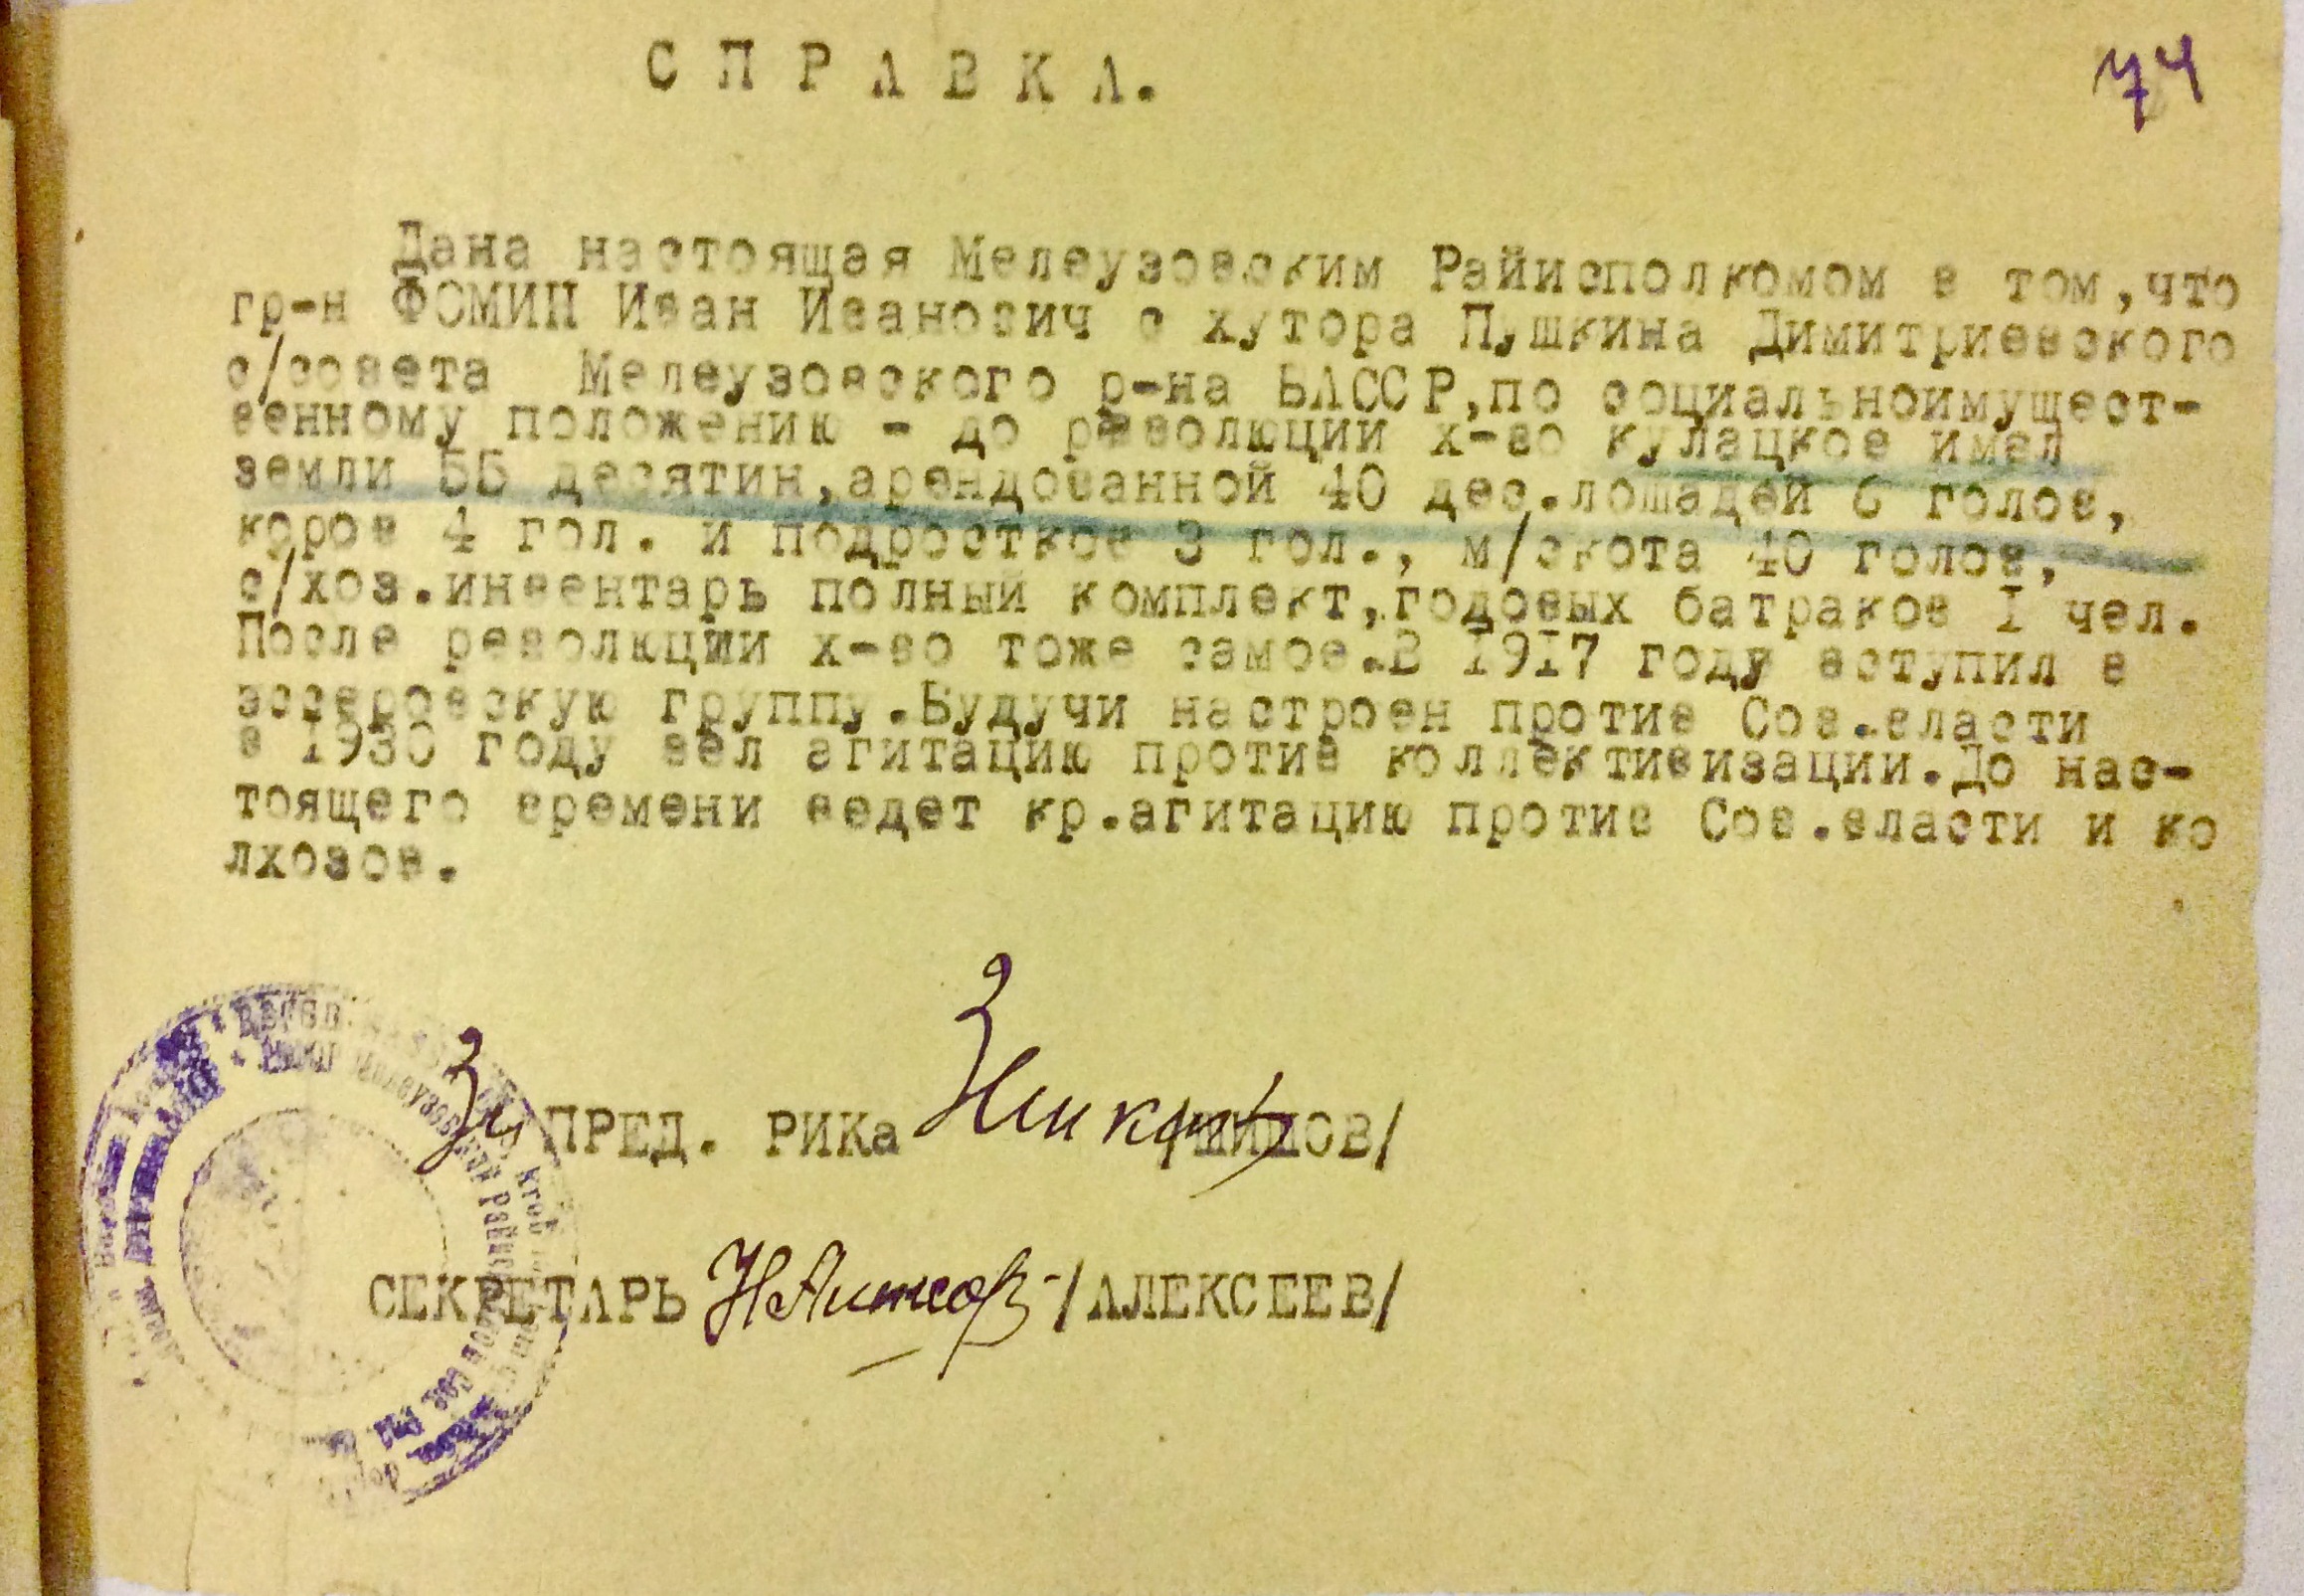 СПРАВКА.
74
Дана настоящая Мелеузовским Райисполкомом в том,что
гр-н ФОМИН Иван Иванович с хутора Пушкина Димитриевского
с/совета Мелеузовского р-на БАССР,по социальноимущест-
венному положению - до революции х-во кулацкое имел
земли 55 десятин,арендованной 40 дес.лошадей 6 голов,
коров 4 гол. и подростков 3 гол., м/скота 40 голов,
с/хоз.инвентарь полный комплект,годовых батраков I чел.
После революции х-во тоже самое.В 1917 году вступил в
эссеровскую группу.Будучи настроен против Сов.власти
в 1930 году вел агитацию против коллективизации.До нас-
тоящего времени ведет кр.агитацию против Сов.власти и ко
лхозов.
ПРЕД. РИКа
СЕКРЕТАРЬ /АЛЕКСЕЕВ/